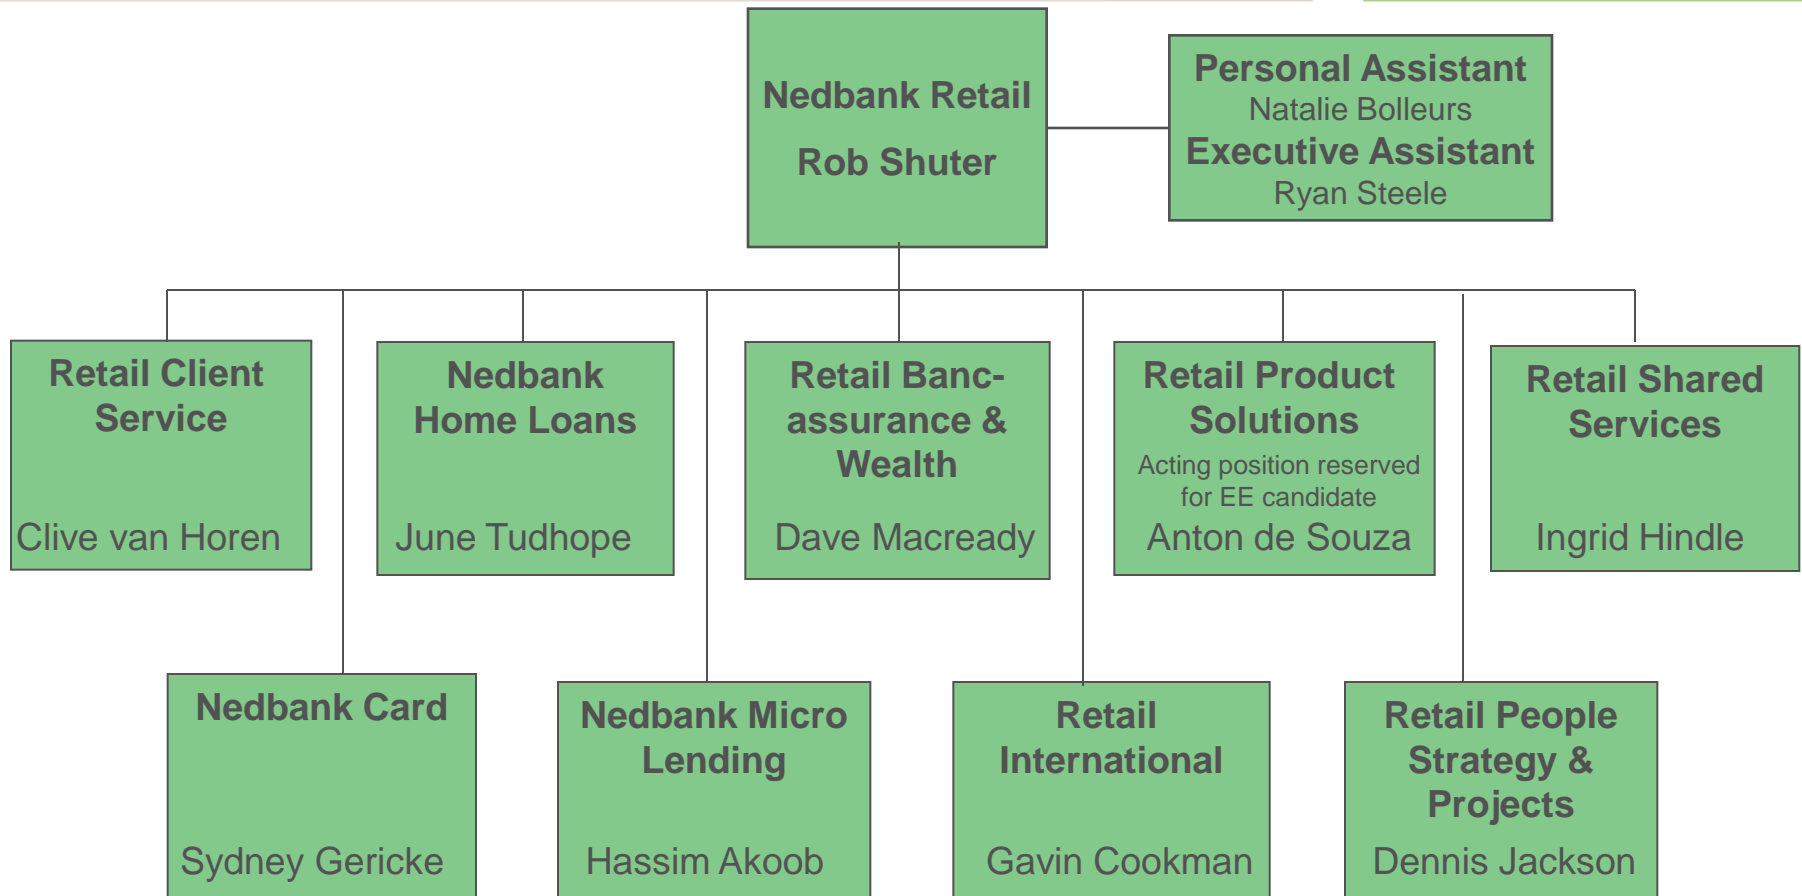 Nedbank Retail
Rob Shuter
Personal Assistant
Natalie Bolleurs
Executive Assistant
Ryan Steele
Retail Client
Service
Clive van Horen
Nedbank
Home Loans
June Tudhope
Retail Banc-
assurance &
Wealth
Dave Macready
Retail Product
Solutions
Acting position reserved
for EE candidate
Anton de Souza
Retail Shared
Services
Ingrid Hindle
Nedbank Card
Sydney Gericke
Nedbank Micro
Lending
Hassim Akoob
Retail
International
Gavin Cookman
Retail People
Strategy &
Projects
Dennis Jackson